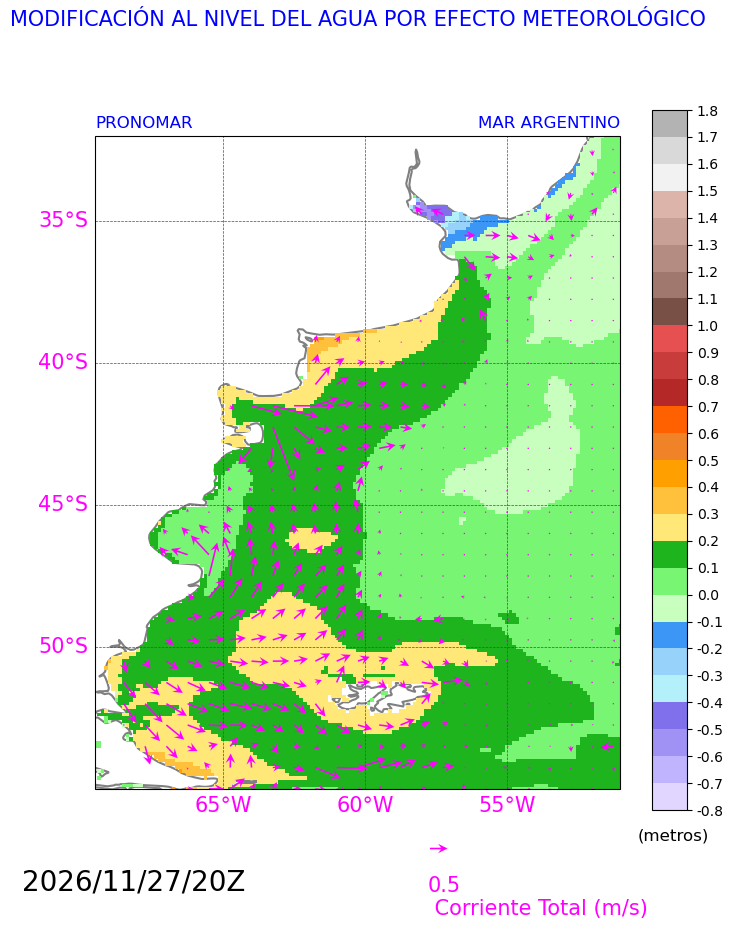 MODIFICACIÓN AL NIVEL DEL AGUA POR EFECTO METEOROLÓGICO
PRONOMAR
MAR ARGENTINO
35°S
40°S
45°S
50°S
65°W
60°W
55°W
1.8
1.7
1.6
1.5
1.4
1.3
1.2
1.1
1.0
0.9
0.8
0.7
0.6
0.5
0.4
0.3
0.2
0.1
0.0
-0.1
-0.2
-0.3
-0.4
-0.5
-0.6
-0.7
-0.8
(metros)
2026/11/27/20Z
0.5
Corriente Total (m/s)